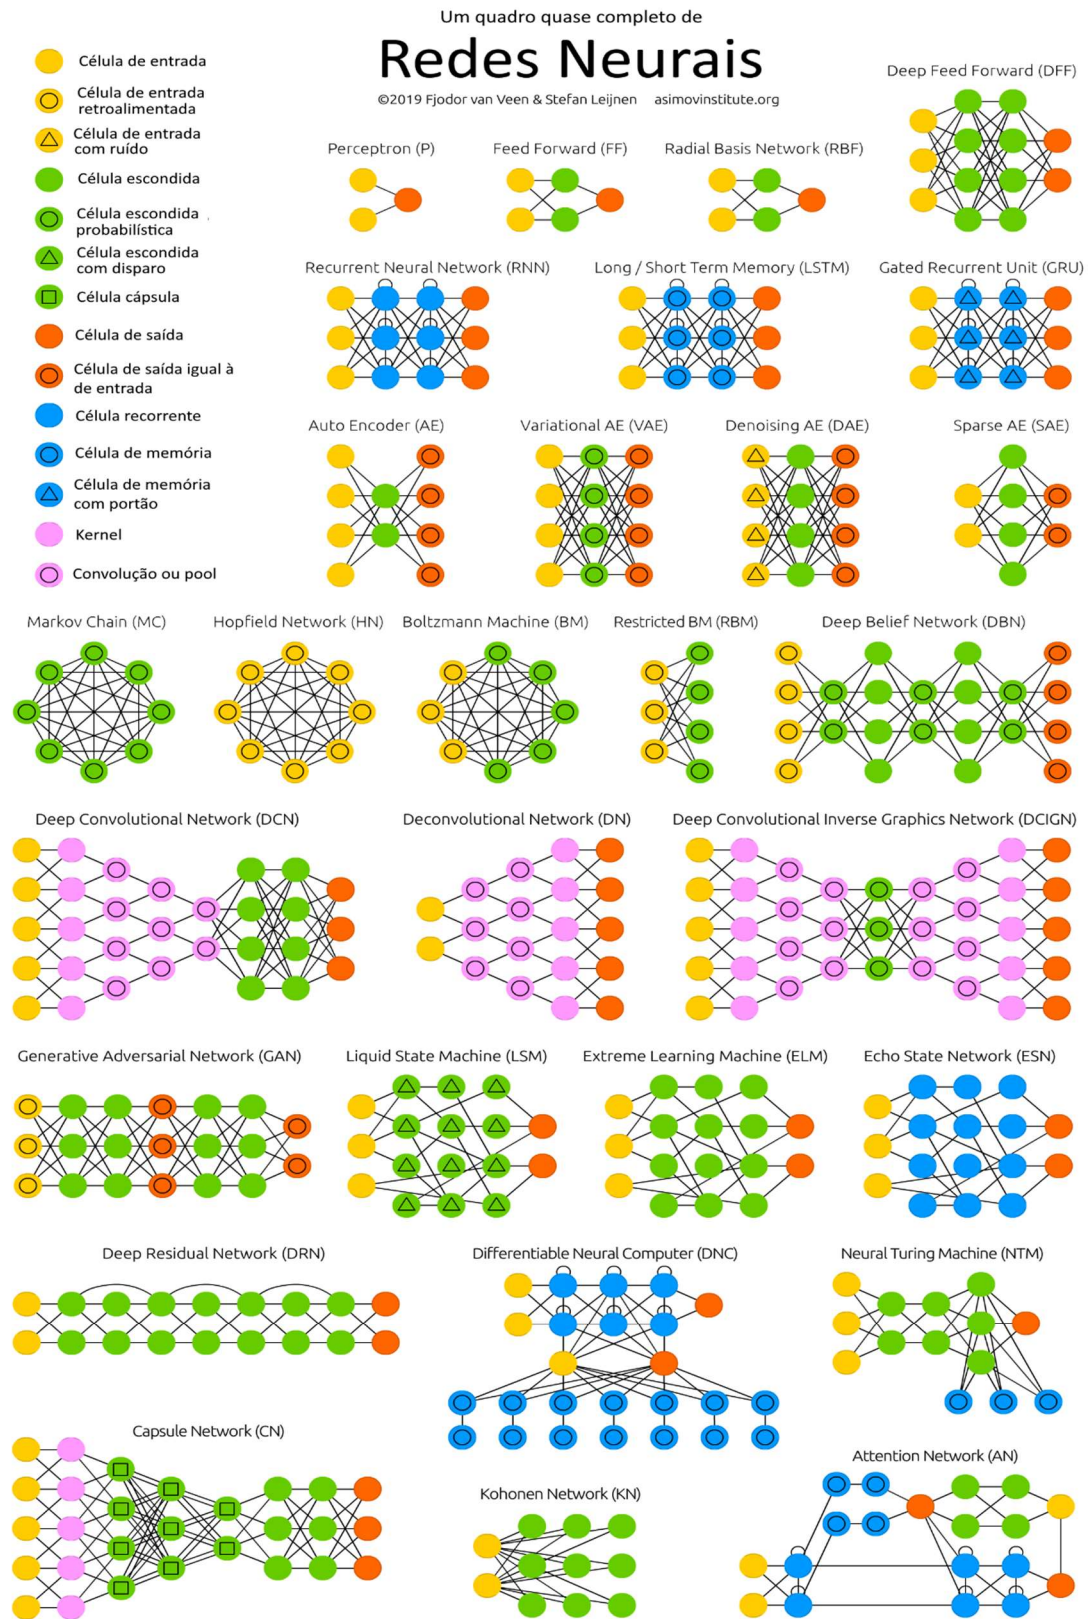 Um quadro quase completo de
Redes Neurais
©2019 Fjodor van Veen & Stefan Leijnen asimovinstitute.org
Célula de entrada
Célula de entrada
retroalimentada
Célula de entrada
com ruído
Célula escondida
Célula escondida
probabilística
Célula escondida
com disparo
Célula cápsula
Célula de saída
Célula de saída igual à
de entrada
Célula recorrente
Célula de memória
Célula de memória
com portão
Kernel
Convolução ou pool
Deep Feed Forward (DFF)
Perceptron (P)
Feed Forward (FF)
Radial Basis Network (RBF)
Recurrent Neural Network (RNN)
Long / Short Term Memory (LSTM)
Gated Recurrent Unit (GRU)
Auto Encoder (AE)
Variational AE (VAE)
Denoising AE (DAE)
Sparse AE (SAE)
Markov Chain (MC)
Hopfield Network (HN)
Boltzmann Machine (BM)
Restricted BM (RBM)
Deep Belief Network (DBN)
Deep Convolutional Network (DCN)
Deconvolutional Network (DN)
Deep Convolutional Inverse Graphics Network (DCIGN)
Generative Adversarial Network (GAN)
Liquid State Machine (LSM)
Extreme Learning Machine (ELM)
Echo State Network (ESN)
Deep Residual Network (DRN)
Differentiable Neural Computer (DNC)
Neural Turing Machine (NTM)
Capsule Network (CN)
Kohonen Network (KN)
Attention Network (AN)